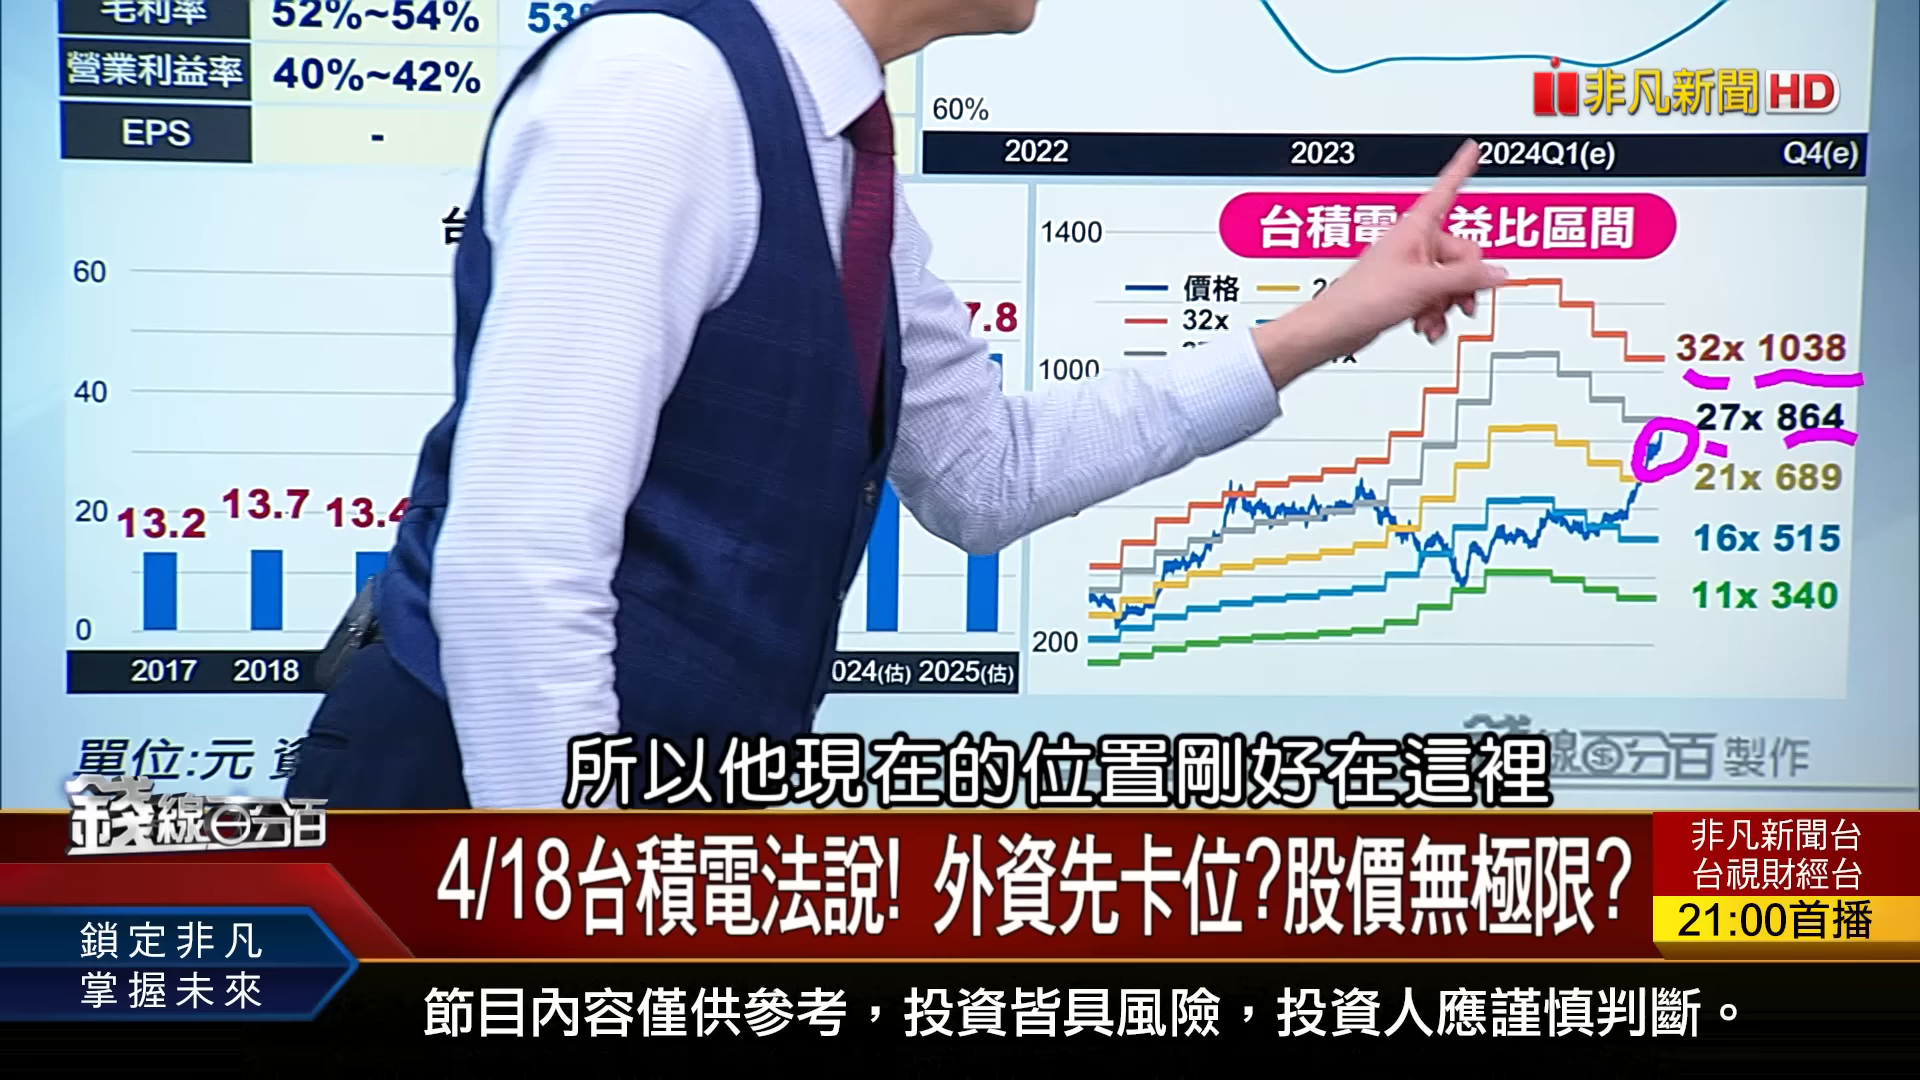 毛利率 52%~54%
營業利益率 40%~42%
EPS -
60%
2022 2023 2024Q1(e) Q4(e)
非凡新聞HD
60
40
20
0
13.2 13.7 13.4
7.8
2017 2018 2025(估)
單位:元
台積電 益比區間
1400
1000
200
價格
32x
32x 1038
27x 864
21x 689
16x 515
11x 340
錢線百分百製作
所以他現在的位置剛好在這裡
錢線百分百
4/18台積電法說! 外資先卡位?股價無極限?
非凡新聞台
台視財經台
21:00首播
鎖定非凡
掌握未來
節目內容僅供參考，投資皆具風險，投資人應謹慎判斷。